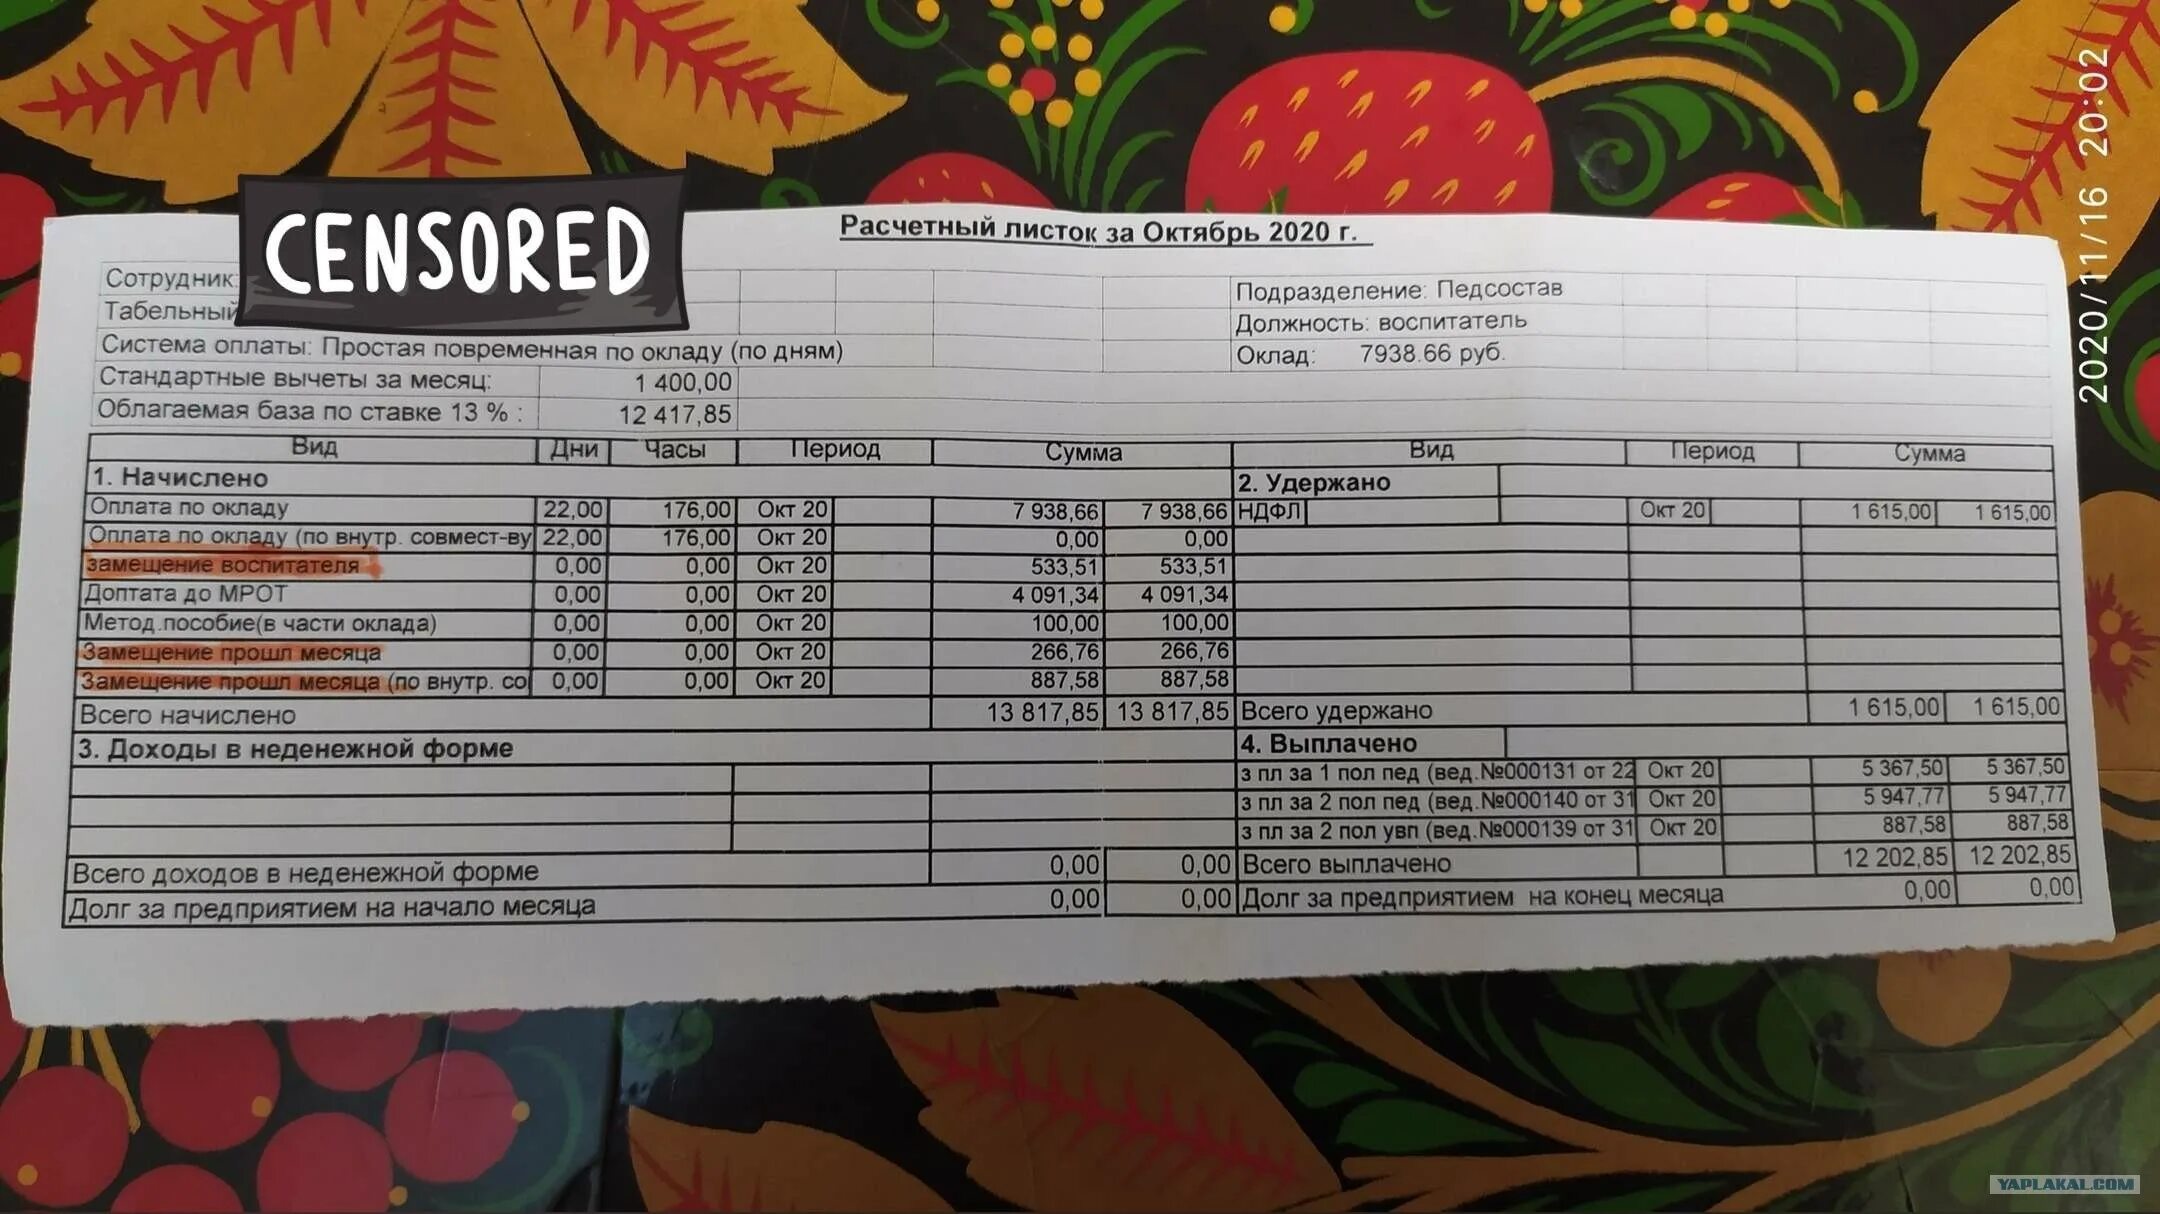 CENSORED
Расчетный листок за Октябрь 2020 г.
Сотрудник: Подразделение: Педсостав
Табельный Должность: воспитатель
Система оплаты: Простая повременная по окладу (по дням) Оклад: 7938.66 руб.
Стандартные вычеты за месяц: 1 400,00
Облагаемая база по ставке 13 % : 12 417,85
Вид Дни Часы Период Сумма Вид Период Сумма
1. Начислено 2. Удержано
Оплата по окладу 22,00 176,00 Окт 20 7 938,66 7 938,66 НДФЛ Окт 20 1 615,00 1 615,00
Оплата по окладу (по внутр. совмест-ву 22,00 176,00 Окт 20 0,00 0,00
замещение воспитателя 0,00 0,00 Окт 20 533,51 533,51
Доптата до МРОТ 0,00 0,00 Окт 20 4 091,34 4 091,34
Метод.пособие(в части оклада) 0,00 0,00 Окт 20 100,00 100,00
Замещение прошл месяца 0,00 0,00 Окт 20 266,76 266,76
Замещение прошл месяца (по внутр. со 0,00 0,00 Окт 20 887,58 887,58
Всего начислено 13 817,85 13 817,85 Всего удержано 1 615,00 1 615,00
3. Доходы в неденежной форме 4. Выплачено
з пл за 1 пол пед (вед.№000131 от 22 Окт 20 5 367,50 5 367,50
з пл за 2 пол пед (вед.№000140 от 31 Окт 20 5 947,77 5 947,77
з пл за 2 пол увп (вед.№000139 от 31 Окт 20 887,58 887,58
Всего доходов в неденежной форме 0,00 0,00 Всего выплачено 12 202,85 12 202,85
Долг за предприятием на начало месяца 0,00 0,00 Долг за предприятием на конец месяца 0,00 0,00
2020/11/16 20:02
YAPLAKAL.COM